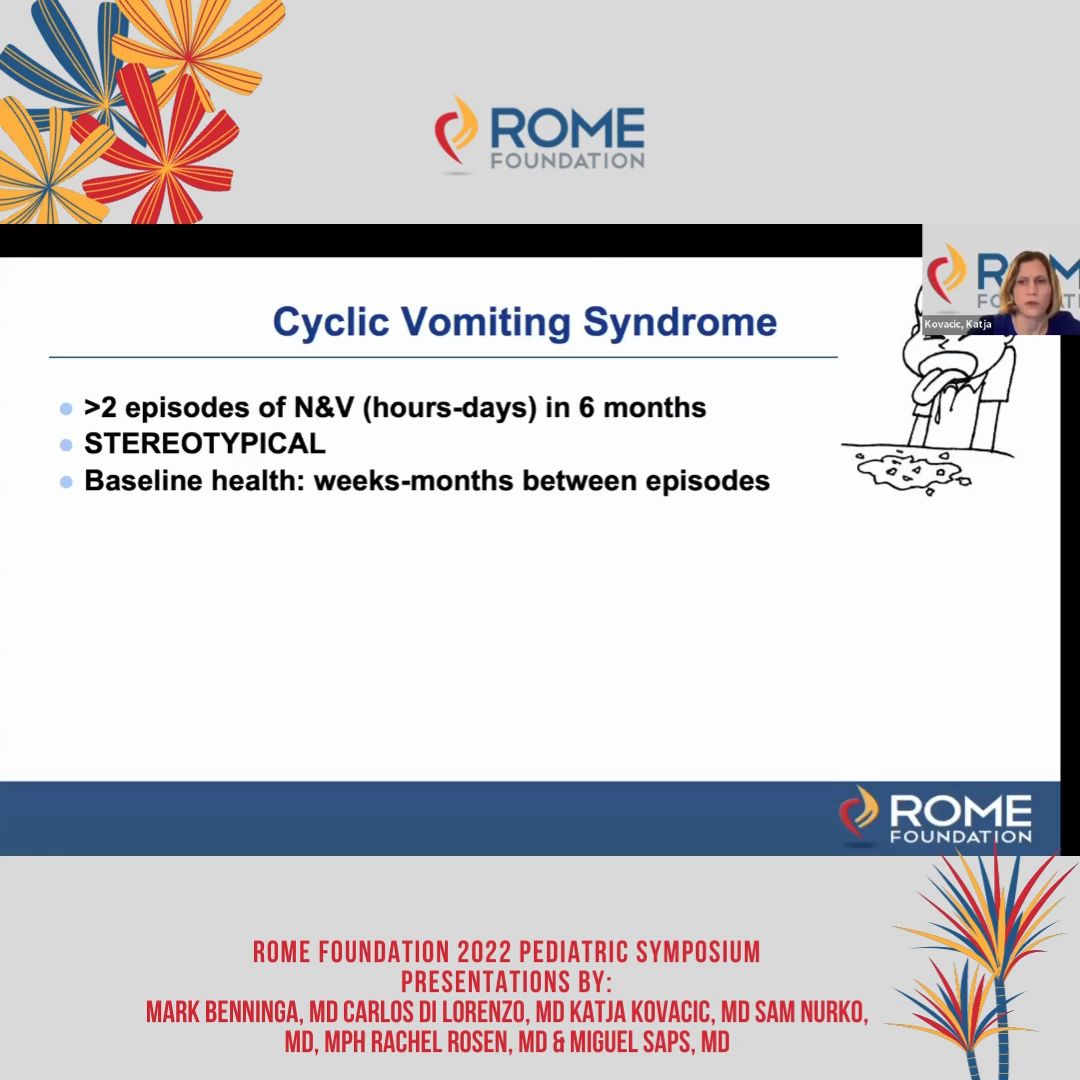 ROME
FOUNDATION
Cyclic Vomiting Syndrome
Kovacic, Katja
>2 episodes of N&V (hours-days) in 6 months
STEREOTYPICAL
Baseline health: weeks-months between episodes
ROME
FOUNDATION
ROME FOUNDATION 2022 PEDIATRIC SYMPOSIUM
PRESENTATIONS BY:
MARK BENNINGA, MD CARLOS DI LORENZO, MD KATJA KOVACIC, MD SAM NURKO,
MD, MPH RACHEL ROSEN, MD & MIGUEL SAPS, MD